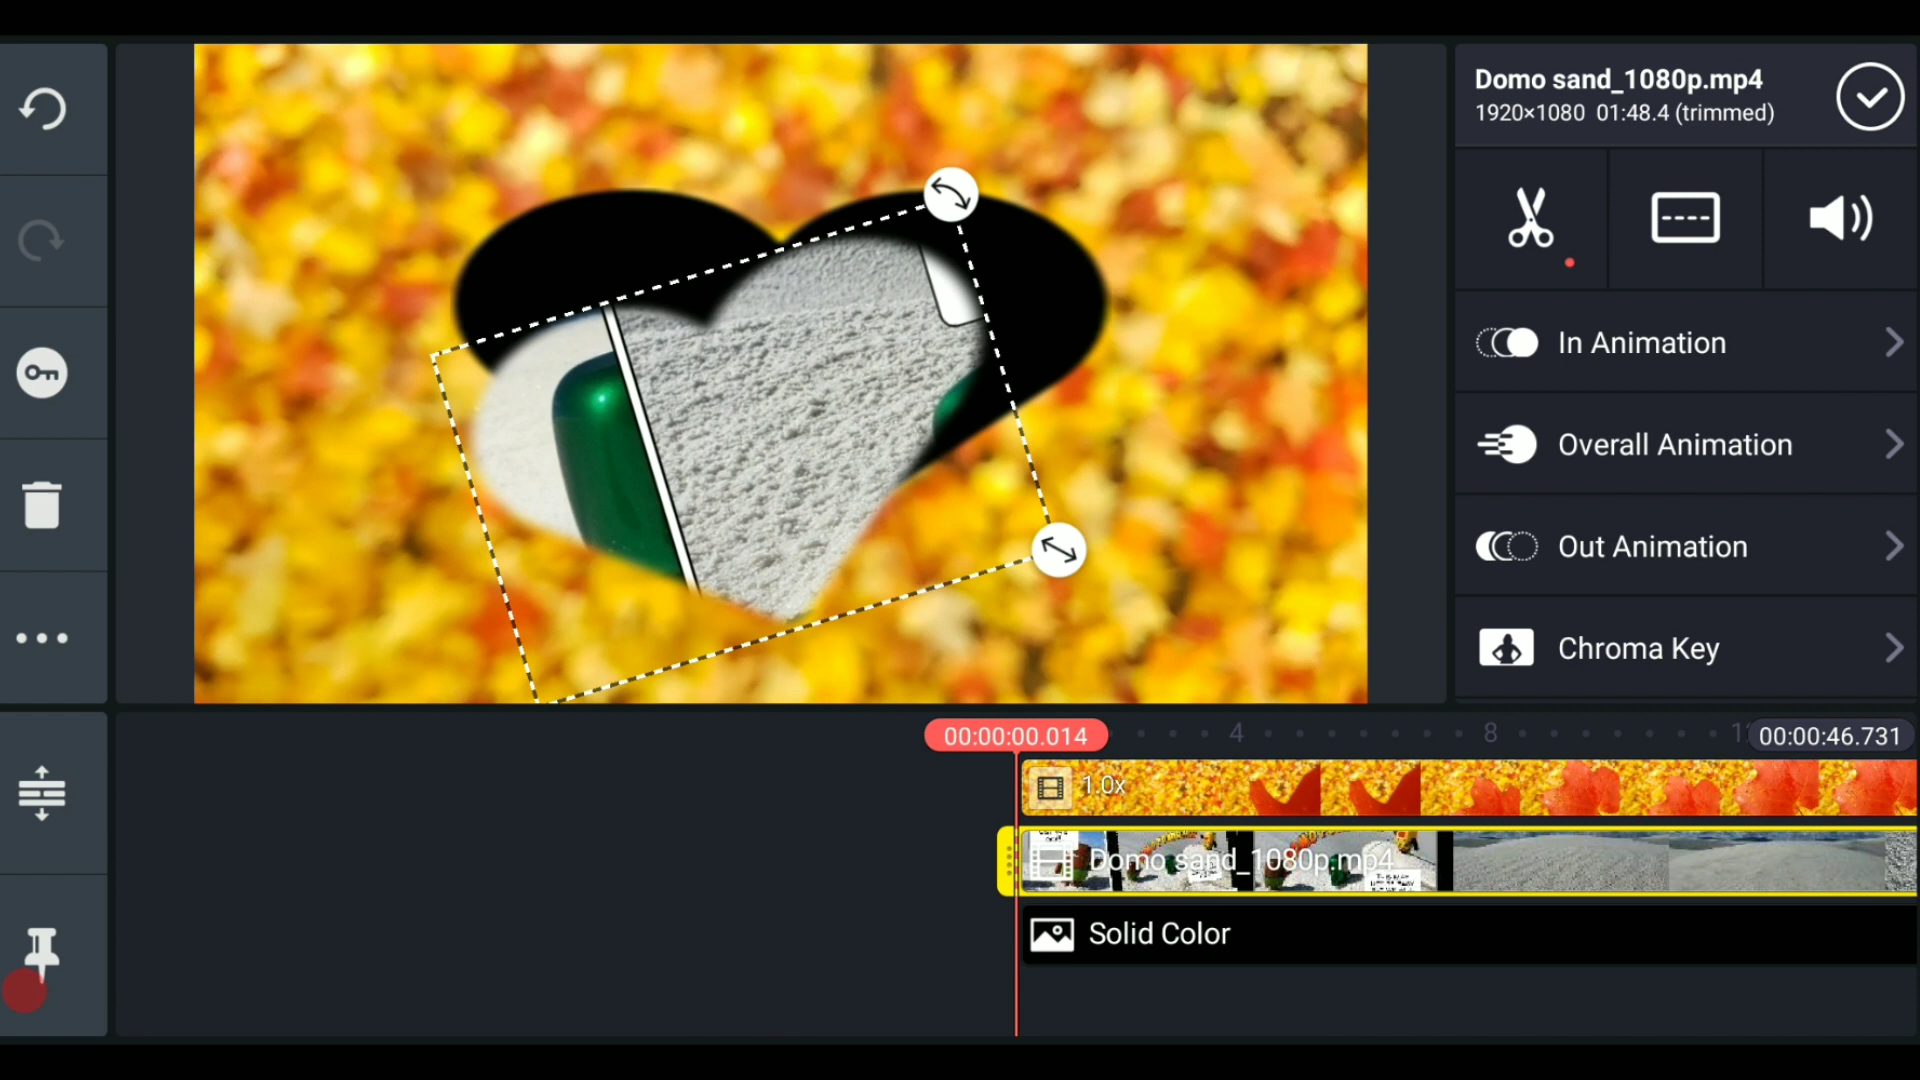 Domo sand_1080p.mp4
1920×1080 01:48.4 (trimmed)
In Animation
Overall Animation
Out Animation
Chroma Key
00:00:00.014
4
8
00:00:46.731
1.0x
Domo sand_1080p.mp4
Solid Color